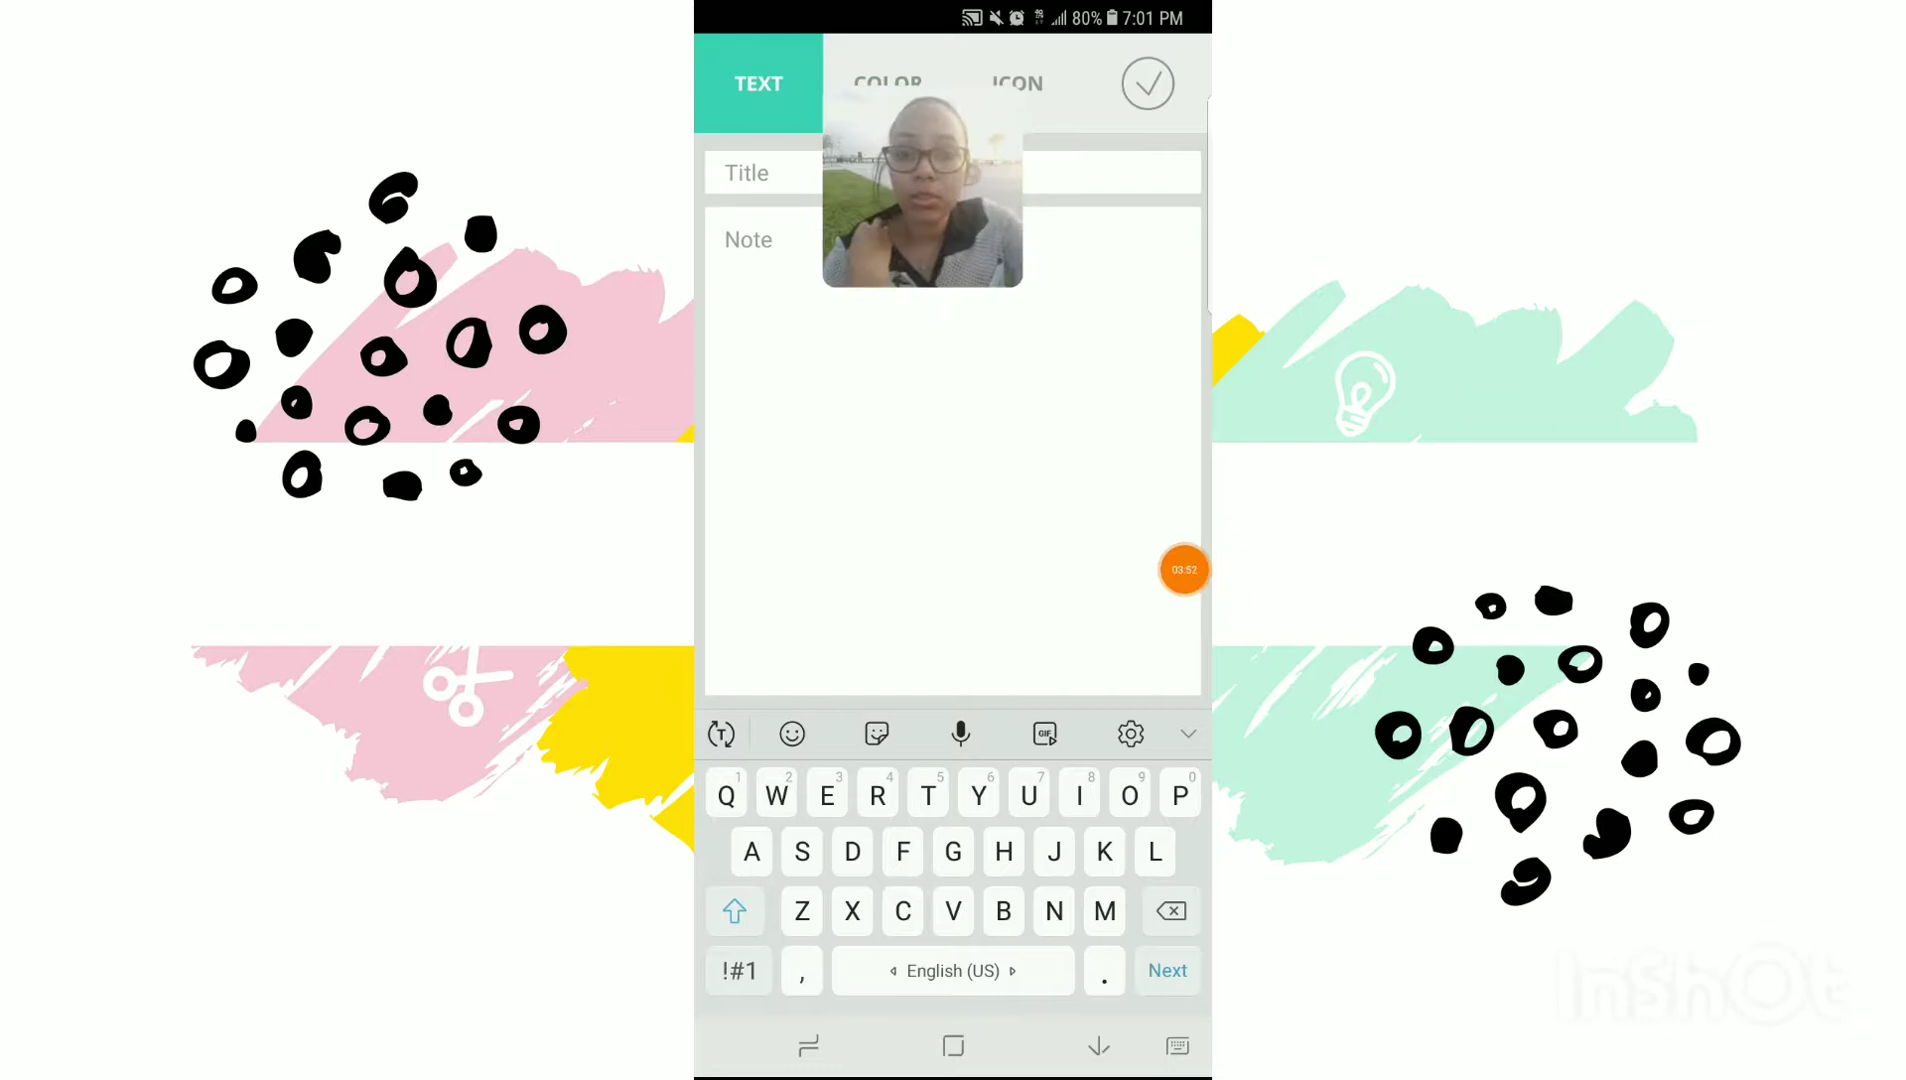 80% 7:01 PM
TEXT COLOR ICON
Title
Note
03:52
T GIF
1 2 3 4 5 6 7 8 9 0
Q W E R T Y U I O P
A S D F G H J K L
Z X C V B N M
!#1 , English (US) . Next
InShOt